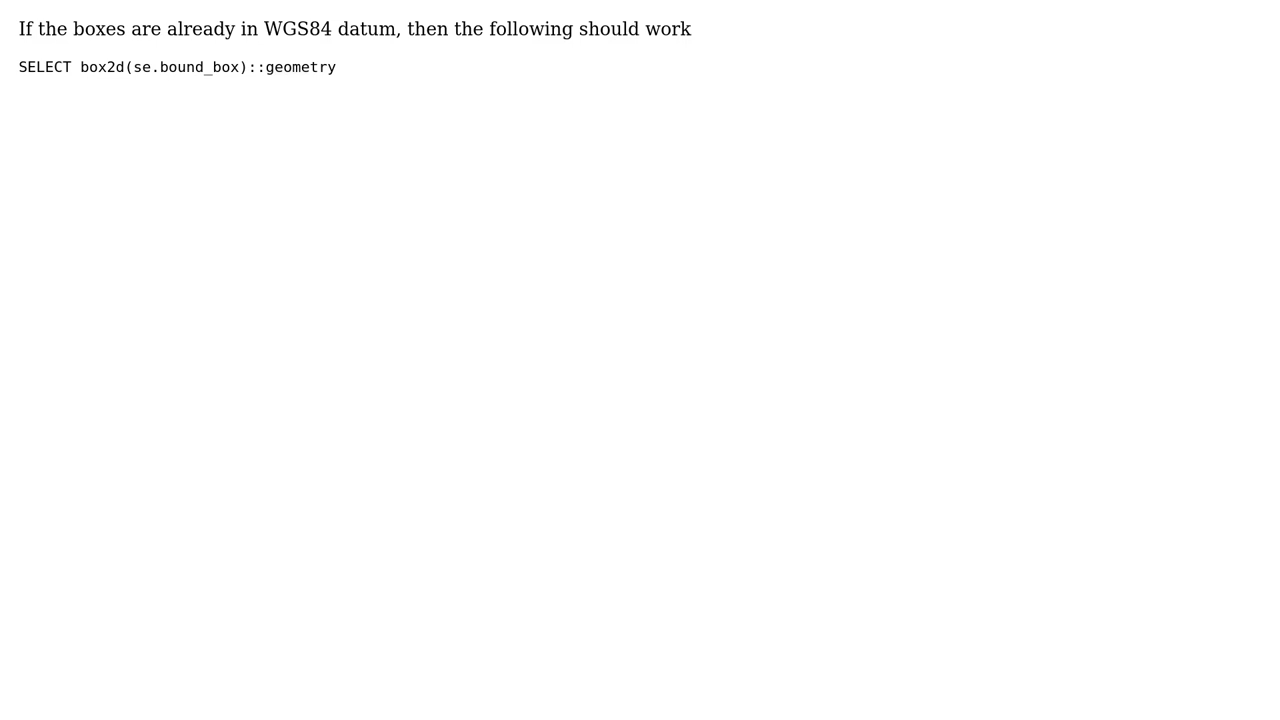 If the boxes are already in WGS84 datum, then the following should work
SELECT box2d(se.bound_box)::geometry